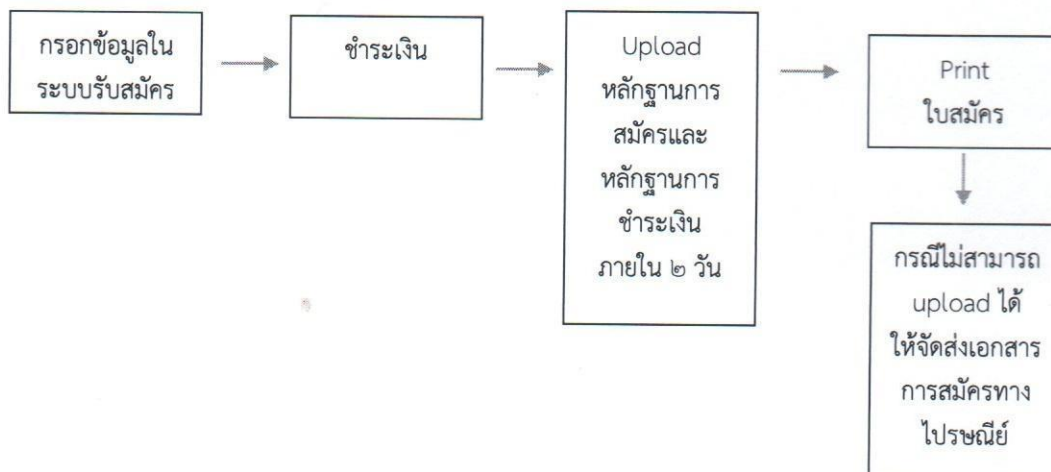 กรอกข้อมูลใน
ระบบรับสมัคร
ชำระเงิน
Upload
หลักฐานการ
สมัครและ
หลักฐานการ
ชำระเงิน
ภายใน ๒ วัน
Print
ใบสมัคร
กรณีไม่สามารถ
upload ได้
ให้จัดส่งเอกสาร
การสมัครทาง
ไปรษณีย์